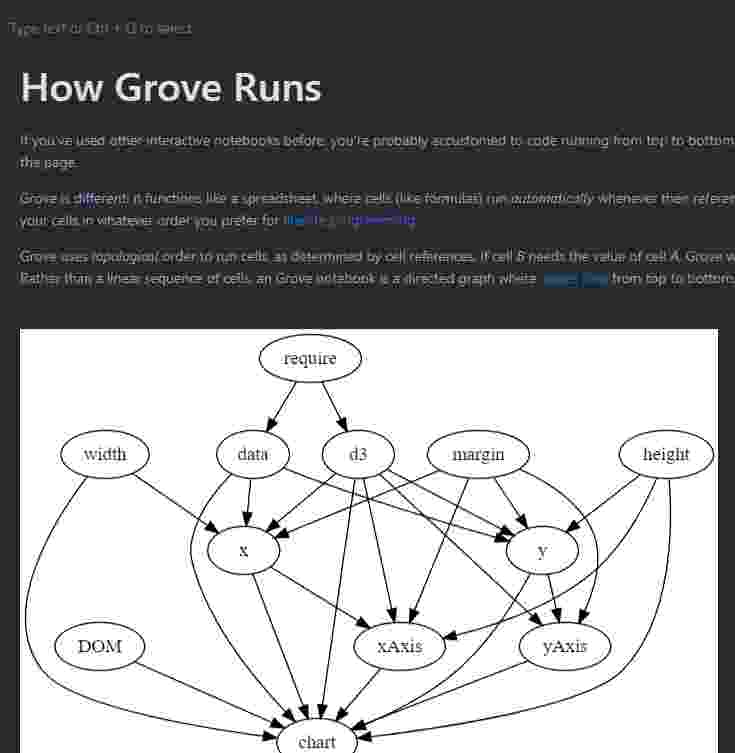 Type text or Ctrl + Q to select
How Grove Runs
If you've used other interactive notebooks before, you're probably accustomed to code running from top to bottom
the page.
Grove is different: it functions like a spreadsheet, where cells (like formulas) run automatically whenever their referen
your cells in whatever order you prefer for literate programming.
Grove uses topological order to run cells, as determined by cell references. If cell B needs the value of cell A, Grove w
Rather than a linear sequence of cells, an Grove notebook is a directed graph where from top to bottom
require
width data d3 margin height
x y
DOM xAxis yAxis
chart